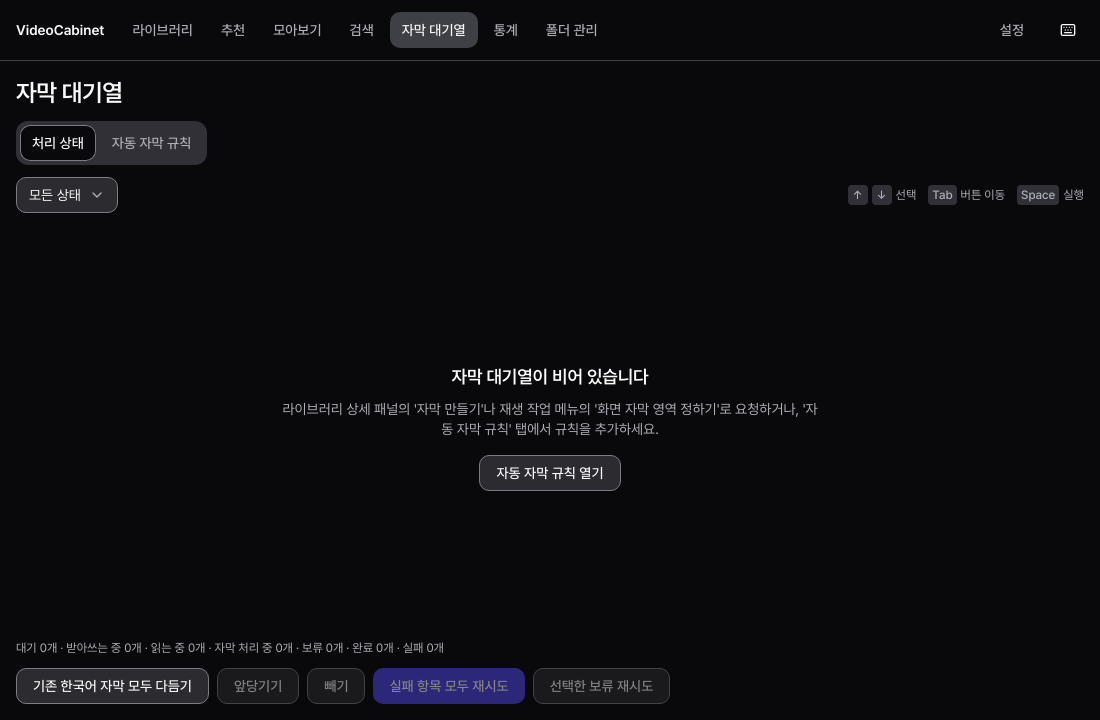 VideoCabinet 라이브러리 추천 모아보기 검색 자막 대기열 통계 폴더 관리 설정
자막 대기열
처리 상태 자동 자막 규칙
모든 상태 ↑ ↓ 선택 Tab 버튼 이동 Space 실행
자막 대기열이 비어 있습니다
라이브러리 상세 패널의 '자막 만들기'나 재생 작업 메뉴의 '화면 자막 영역 정하기'로 요청하거나, '자
동 자막 규칙' 탭에서 규칙을 추가하세요.
자동 자막 규칙 열기
대기 0개 · 받아쓰는 중 0개 · 읽는 중 0개 · 자막 처리 중 0개 · 보류 0개 · 완료 0개 · 실패 0개
기존 한국어 자막 모두 다듬기 앞당기기 빼기 실패 항목 모두 재시도 선택한 보류 재시도